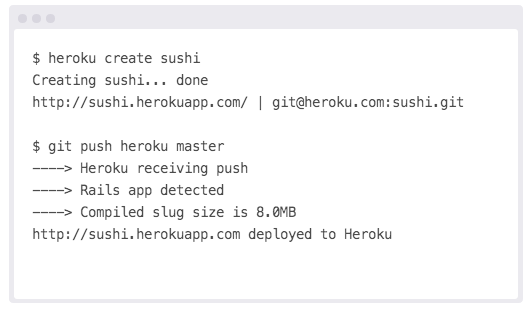 $ heroku create sushi
Creating sushi... done
http://sushi.herokuapp.com/ | git@heroku.com:sushi.git
$ git push heroku master
----> Heroku receiving push
----> Rails app detected
----> Compiled slug size is 8.0MB
http://sushi.herokuapp.com deployed to Heroku